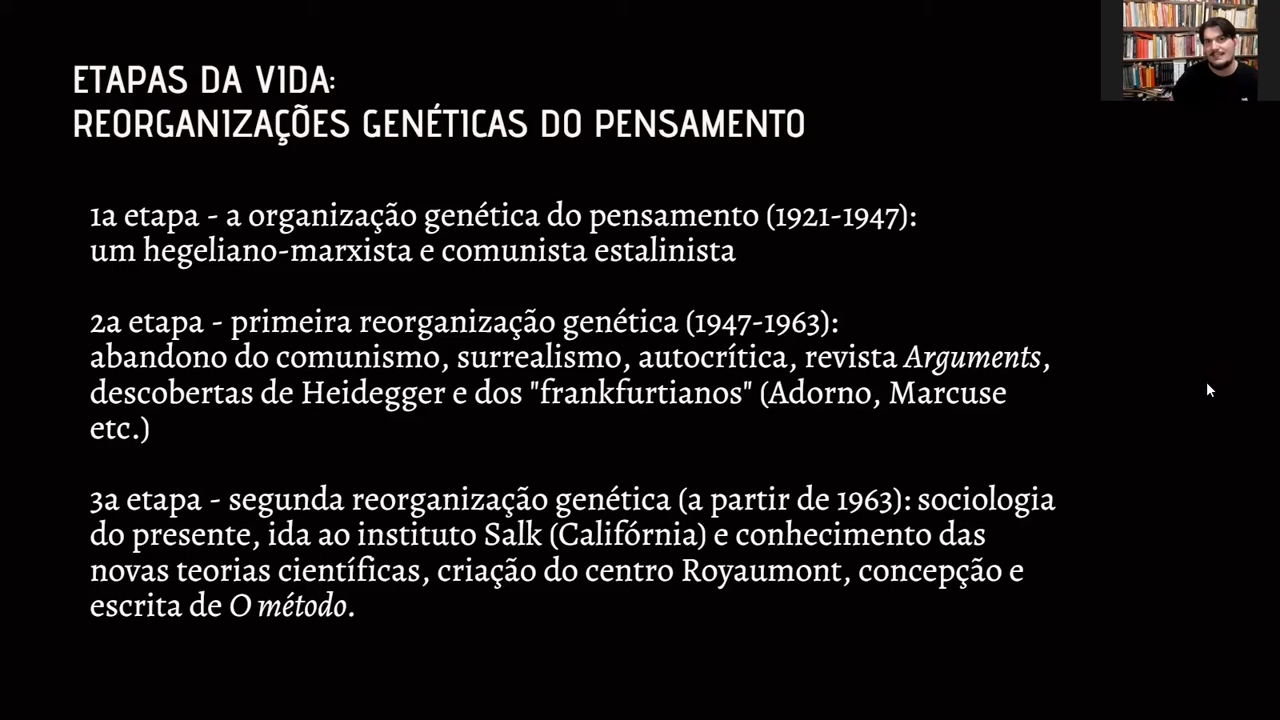 ETAPAS DA VIDA:
REORGANIZAÇÕES GENÉTICAS DO PENSAMENTO
1a etapa - a organização genética do pensamento (1921-1947):
um hegeliano-marxista e comunista estalinista
2a etapa - primeira reorganização genética (1947-1963):
abandono do comunismo, surrealismo, autocrítica, revista Arguments,
descobertas de Heidegger e dos "frankfurtianos" (Adorno, Marcuse
etc.)
3a etapa - segunda reorganização genética (a partir de 1963): sociologia
do presente, ida ao instituto Salk (Califórnia) e conhecimento das
novas teorias científicas, criação do centro Royaumont, concepção e
escrita de O método.